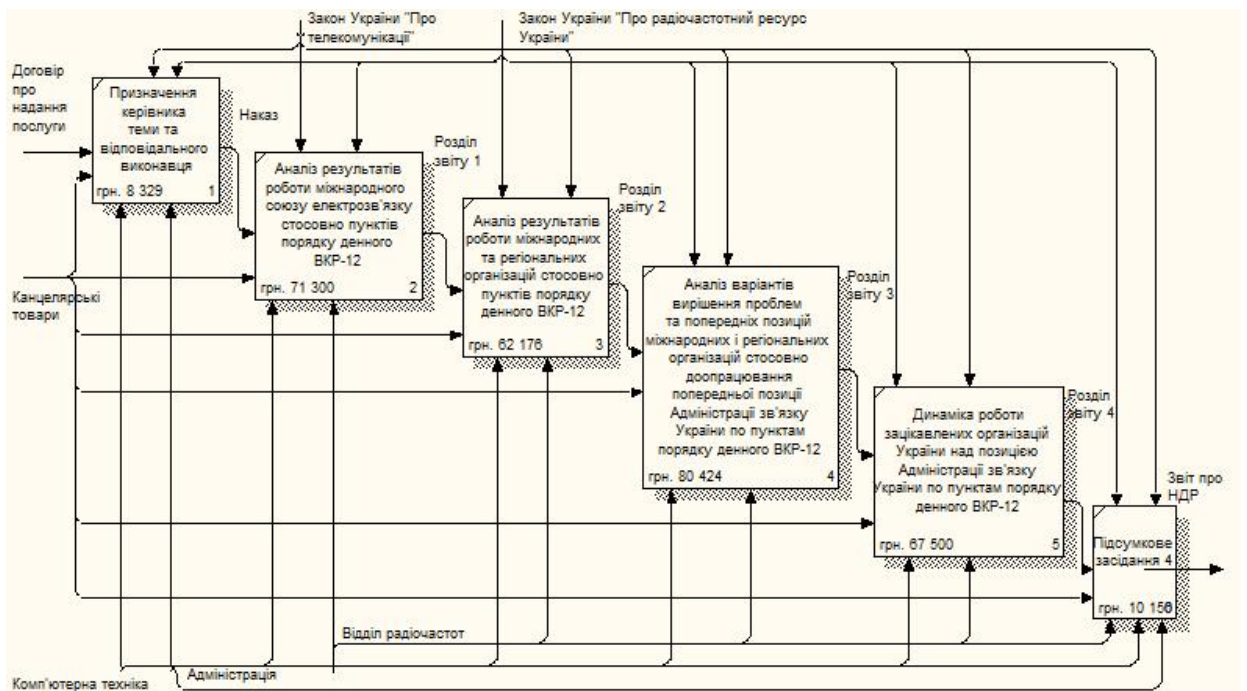 Закон України "Про
телекомунікації"
Закон України "Про радіочастотний ресурс
України"
Договір
про
надання
послуги
Призначення
керівника
теми та
відповідального
виконавця
грн. 8 329 1
Наказ
Аналіз результатів
роботи міжнародного
союзу електрозв'язку
стосовно пунктів
порядку денного
ВКР-12
грн. 71 300 2
Розділ
звіту 1
Аналіз результатів
роботи міжнародних
та регіональних
організацій стосовно
пунктів порядку
денного ВКР-12
грн. 62 176 3
Розділ
звіту 2
Аналіз варіантів
вирішення проблем
та попередніх позицій
міжнародних і регіональних
організацій стосовно
доопрацювання
попередньої позиції
Адміністрації зв'язку
України по пунктам
порядку денного ВКР-12
грн. 80 424 4
Розділ
звіту 3
Динаміка роботи
зацікавлених організацій
України над позицією
Адміністрації зв'язку
України по пунктам порядку
денного ВКР-12
грн. 67 500 5
Розділ
звіту 4
Підсумкове
засідання 4
грн. 10 156
Звіт про
НДР
Канцелярські
товари
Відділ радіочастот
Адміністрація
Комп'ютерна техніка